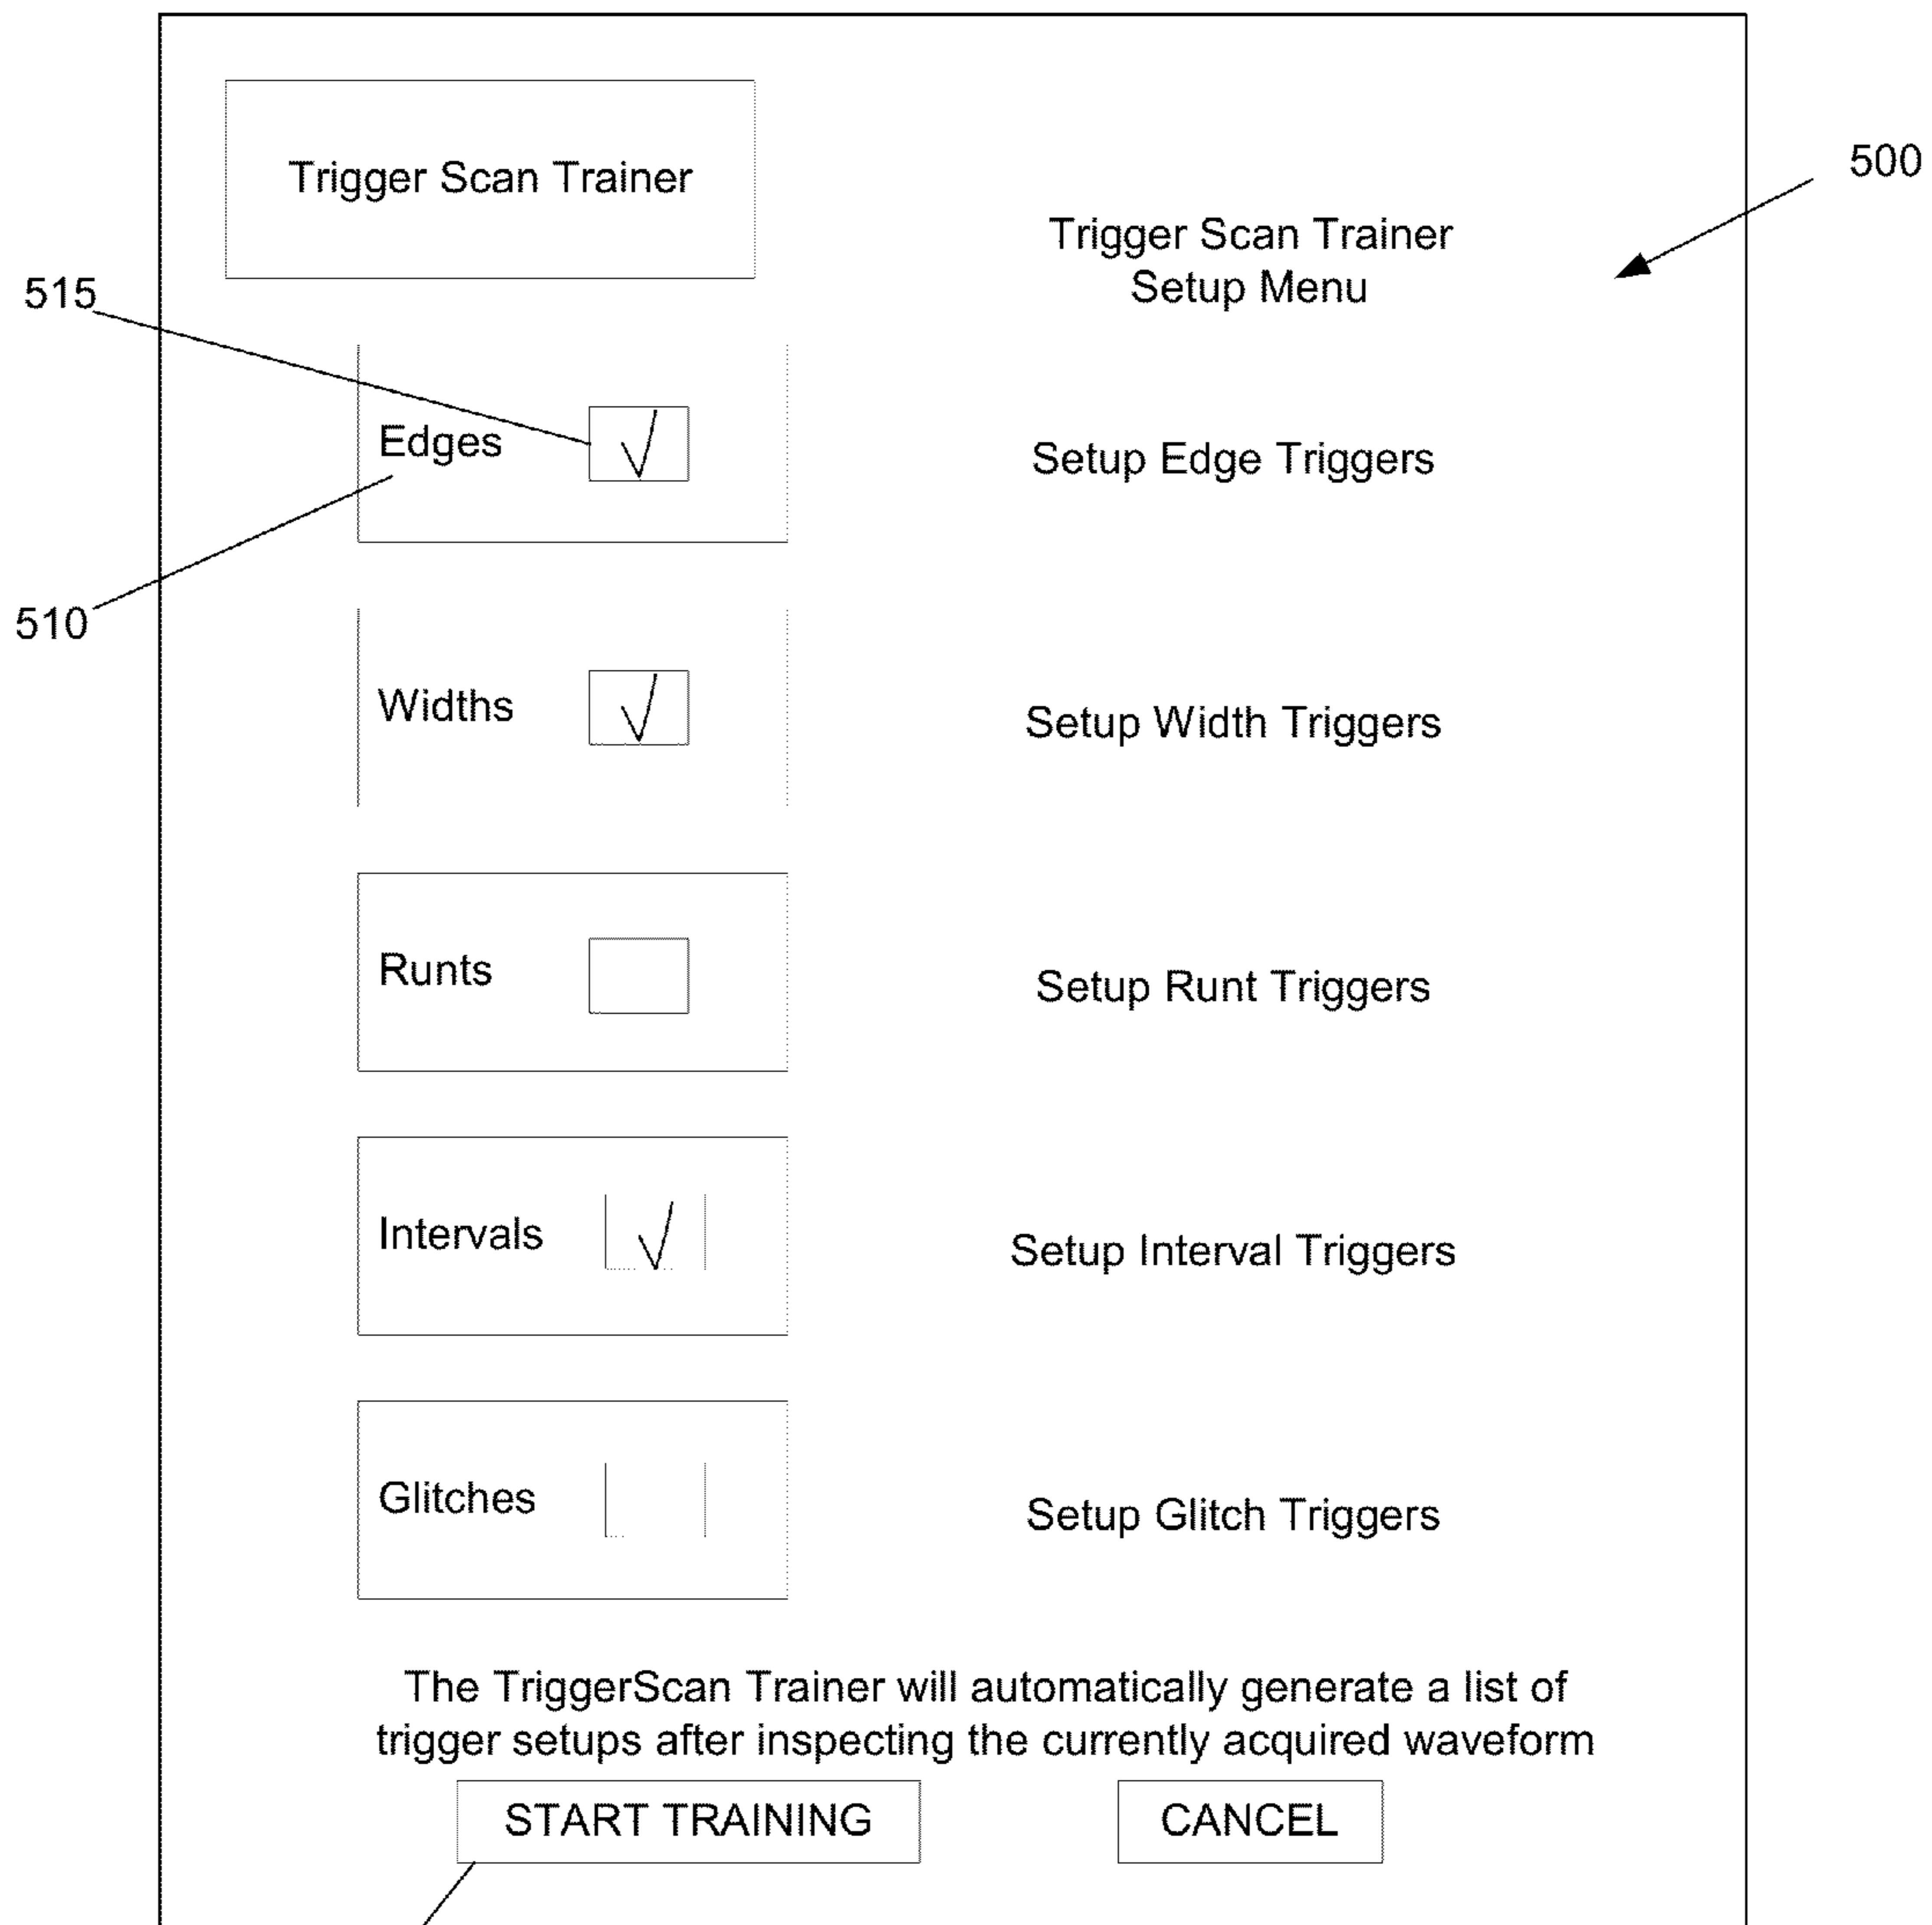 Trigger Scan Trainer
500
Trigger Scan Trainer
Setup Menu
515
Edges
Setup Edge Triggers
510
Widths
Setup Width Triggers
Runts
Setup Runt Triggers
Intervals
Setup Interval Triggers
Glitches
Setup Glitch Triggers
The TriggerScan Trainer will automatically generate a list of
trigger setups after inspecting the currently acquired waveform
START TRAINING
CANCEL